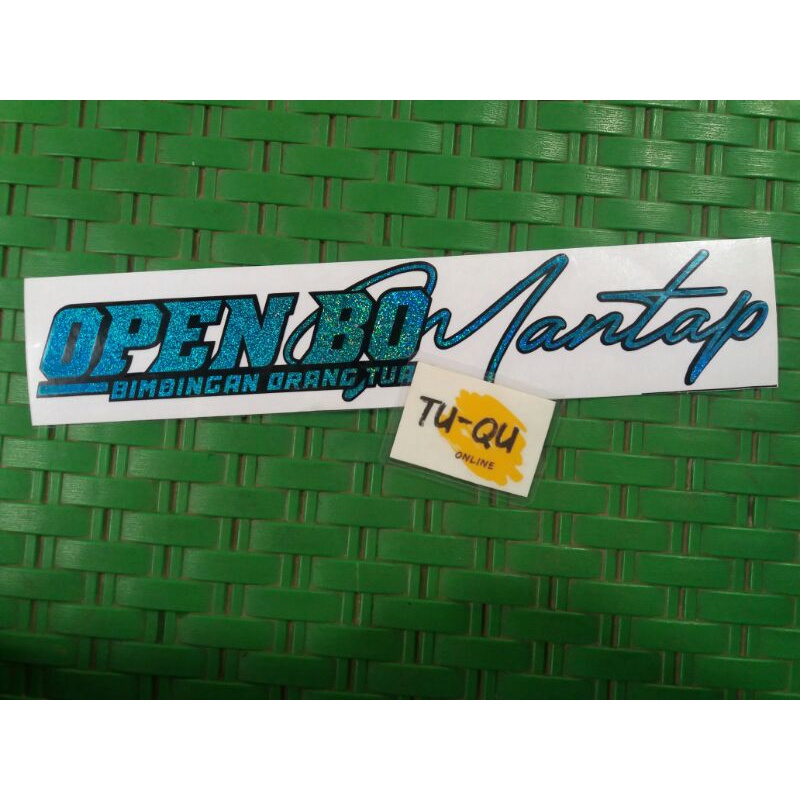 OPEN BO Mantap
BIMBINGAN ORANG TUA
TU-QU
ONLINE